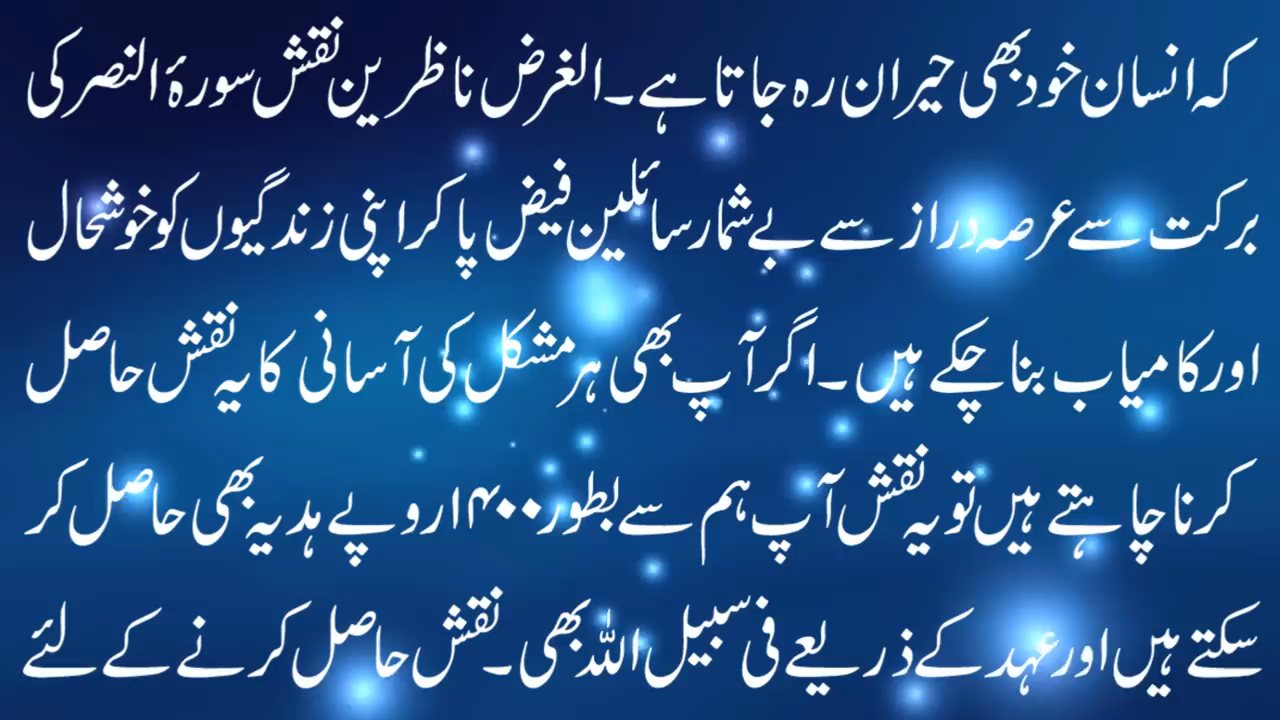 کہ انسان خود بھی حیران رہ جاتا ہے۔ الغرض ناظرین نقش سورۂ النصر کی
برکت سے عرصہ دراز سے بے شمار سائلین فیض پا کر اپنی زندگیوں کو خوشحال
اور کامیاب بنا چکے ہیں۔ اگر آپ بھی ہر مشکل کی آسانی کا یہ نقش حاصل
کرنا چاہتے ہیں تو یہ نقش آپ ہم سے بطور ۱۴۰۰ روپے ہدیہ بھی حاصل کر
سکتے ہیں اور عہد کے ذریعے فی سبیل اللہ بھی۔ نقش حاصل کرنے کے لئے